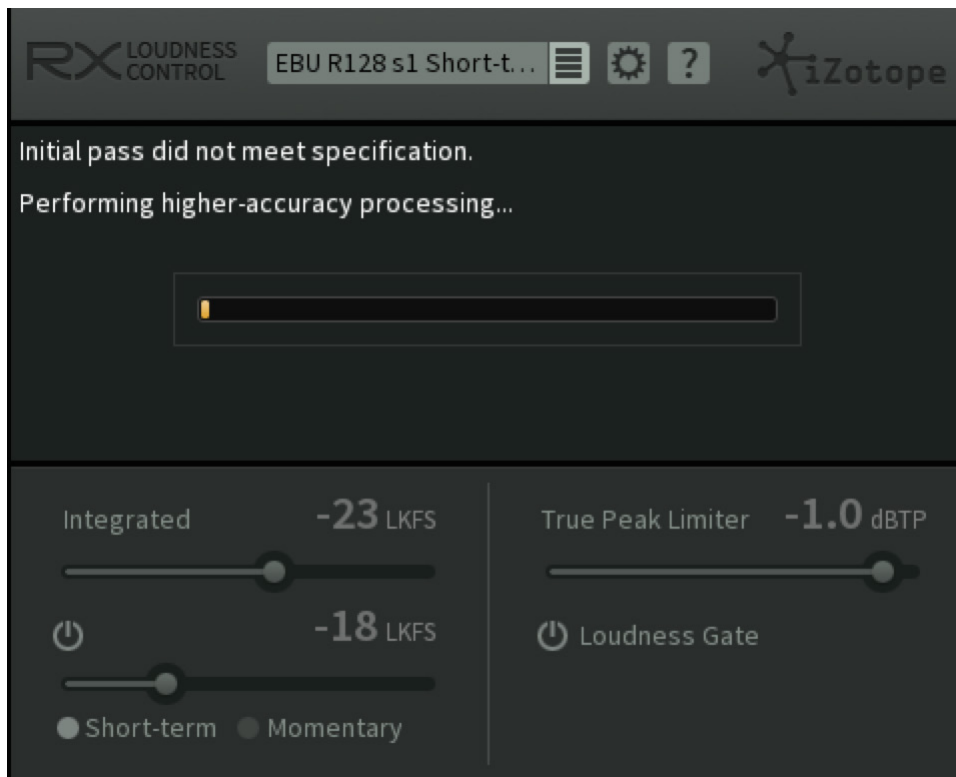 RX LOUDNESS CONTROL
EBU R128 s1 Short-t...
?
iZotope
Initial pass did not meet specification.
Performing higher-accuracy processing...
Integrated
-23 LKFS
-18 LKFS
Short-term
Momentary
True Peak Limiter
-1.0 dBTP
Loudness Gate